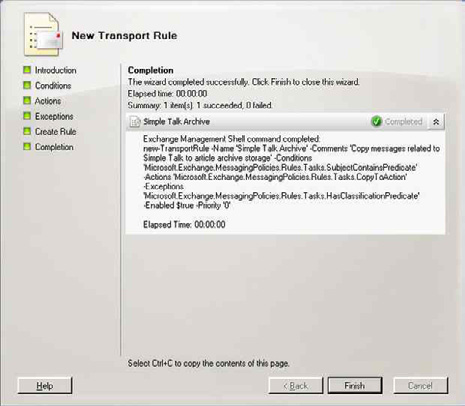 New Transport Rule
Introduction
Conditions
Actions
Exceptions
Create Rule
Completion
Completion
The wizard completed successfully. Click Finish to close this wizard.
Elapsed time: 00:00:00
Summary: 1 item(s). 1 succeeded, 0 failed.
Simple Talk Archive
Completed
Exchange Management Shell command completed:
new-TransportRule -Name 'Simple Talk Archive' -Comments 'Copy messages related to
Simple Talk to article archive storage' -Conditions
'Microsoft.Exchange.MessagingPolicies.Rules.Tasks.SubjectContainsPredicate'
-Actions 'Microsoft.Exchange.MessagingPolicies.Rules.Tasks.CopyToAction'
-Exceptions
'Microsoft.Exchange.MessagingPolicies.Rules.Tasks.HasClassificationPredicate'
-Enabled $true -Priority '0'
Elapsed Time: 00:00:00
Select Ctrl+C to copy the contents of this page.
Help
< Back
Finish
Cancel